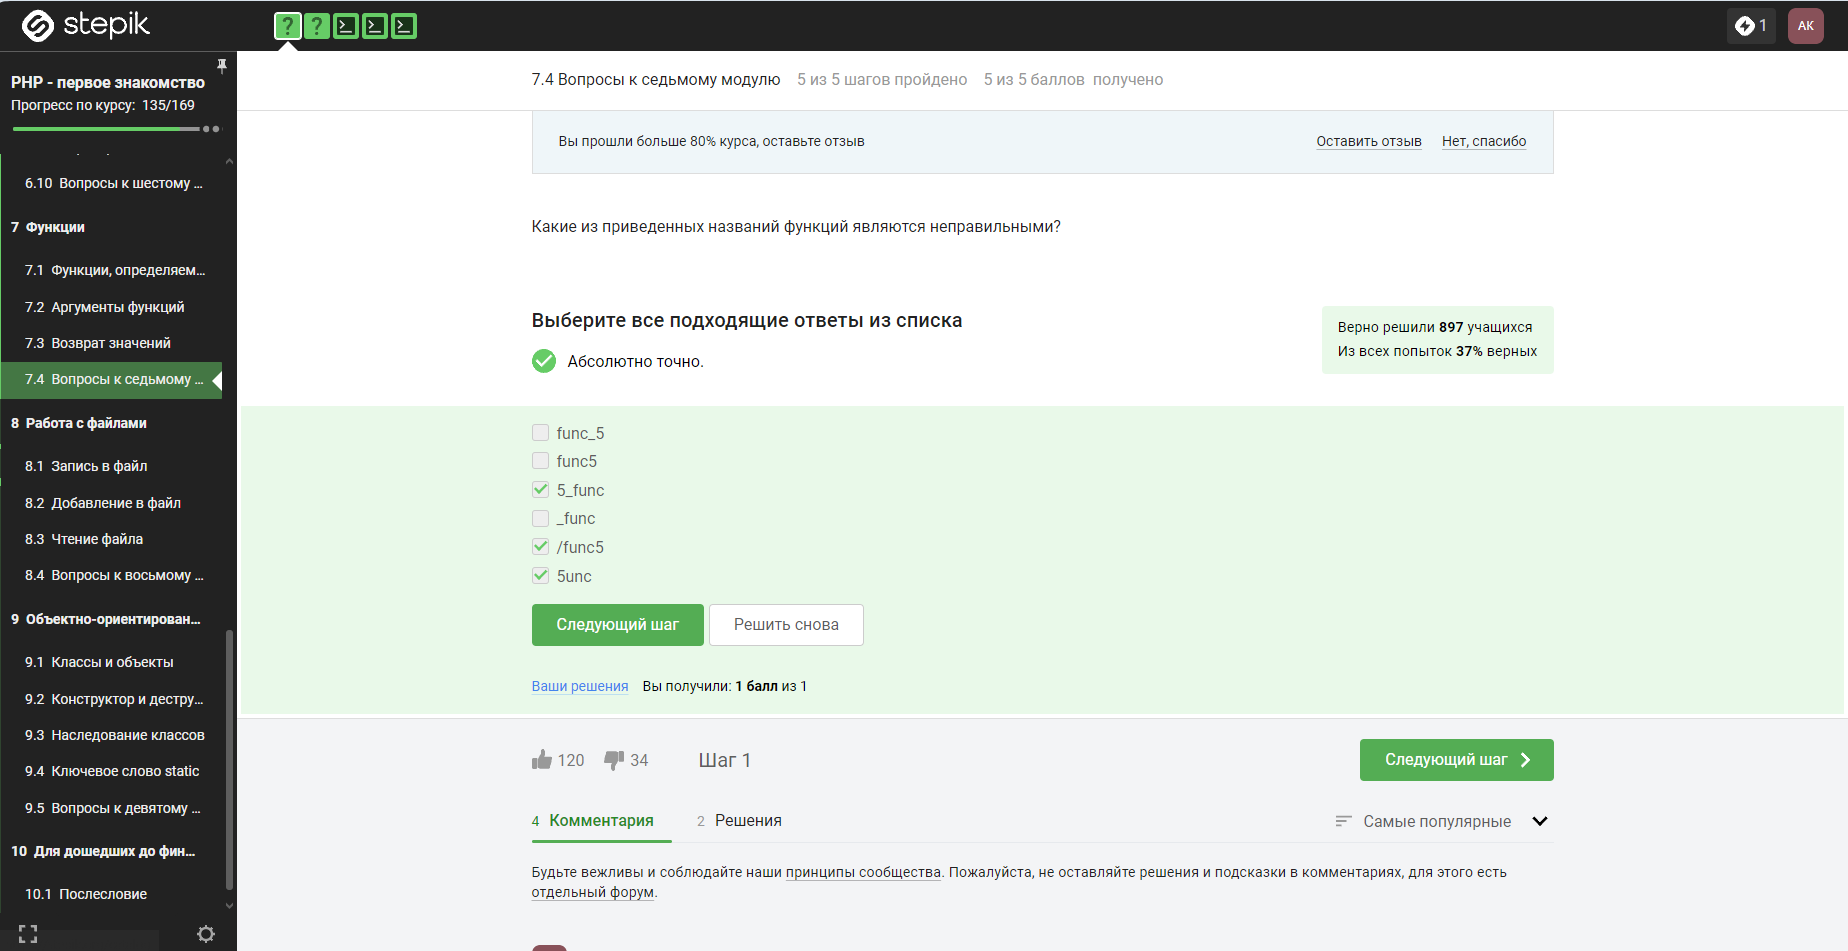 stepik
1
АК
PHP - первое знакомство
Прогресс по курсу: 135/169
6.10 Вопросы к шестому ...
7 Функции
7.1 Функции, определяем...
7.2 Аргументы функций
7.3 Возврат значений
7.4 Вопросы к седьмому ...
8 Работа с файлами
8.1 Запись в файл
8.2 Добавление в файл
8.3 Чтение файла
8.4 Вопросы к восьмому ...
9 Объектно-ориентирован...
9.1 Классы и объекты
9.2 Конструктор и дестру...
9.3 Наследование классов
9.4 Ключевое слово static
9.5 Вопросы к девятому ...
10 Для дошедших до фин...
10.1 Послесловие
7.4 Вопросы к седьмому модулю 5 из 5 шагов пройдено 5 из 5 баллов получено
Вы прошли больше 80% курса, оставьте отзыв Оставить отзыв Нет, спасибо
Какие из приведенных названий функций являются неправильными?
Выберите все подходящие ответы из списка
Абсолютно точно.
Верно решили 897 учащихся
Из всех попыток 37% верных
func_5
func5
5_func
_func
/func5
5unc
Следующий шаг Решить снова
Ваши решения Вы получили: 1 балл из 1
120 34 Шаг 1 Следующий шаг
4 Комментария 2 Решения Самые популярные
Будьте вежливы и соблюдайте наши принципы сообщества. Пожалуйста, не оставляйте решения и подсказки в комментариях, для этого есть
отдельный форум.